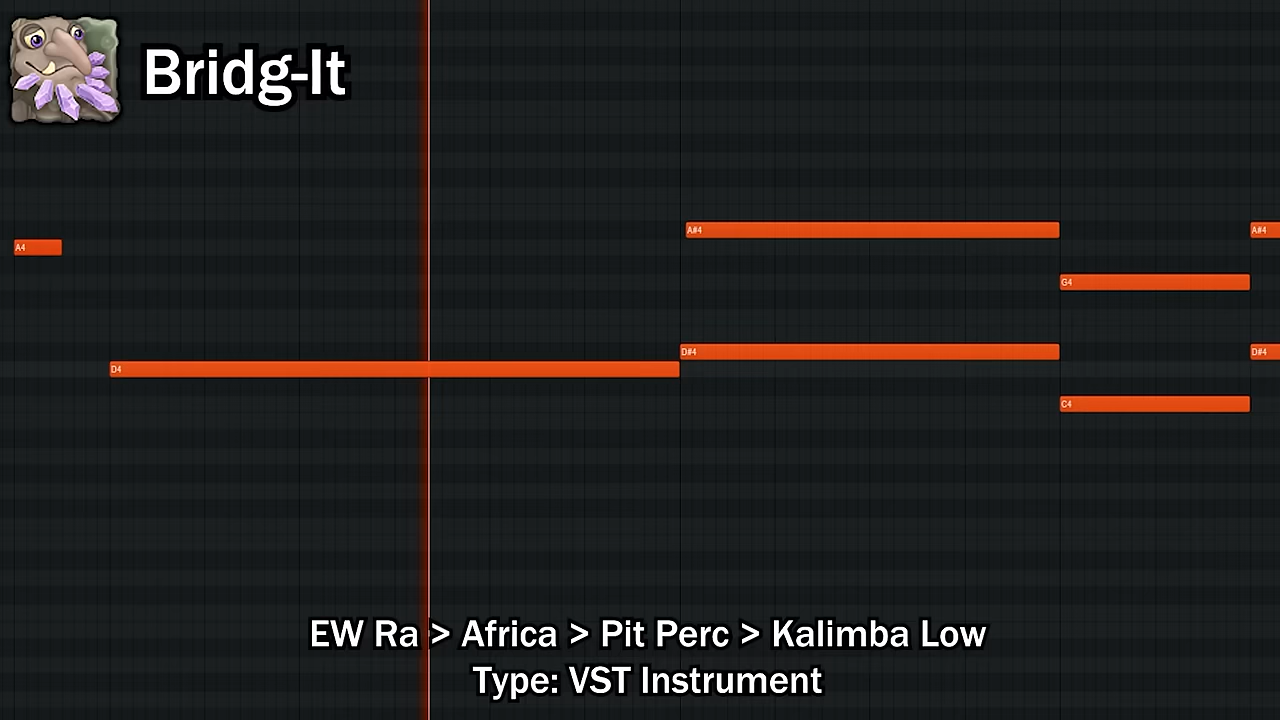 Bridg-It
A#4
A#4
A4
G4
D#4
D#4
D4
C4
EW Ra > Africa > Pit Perc > Kalimba Low
Type: VST Instrument